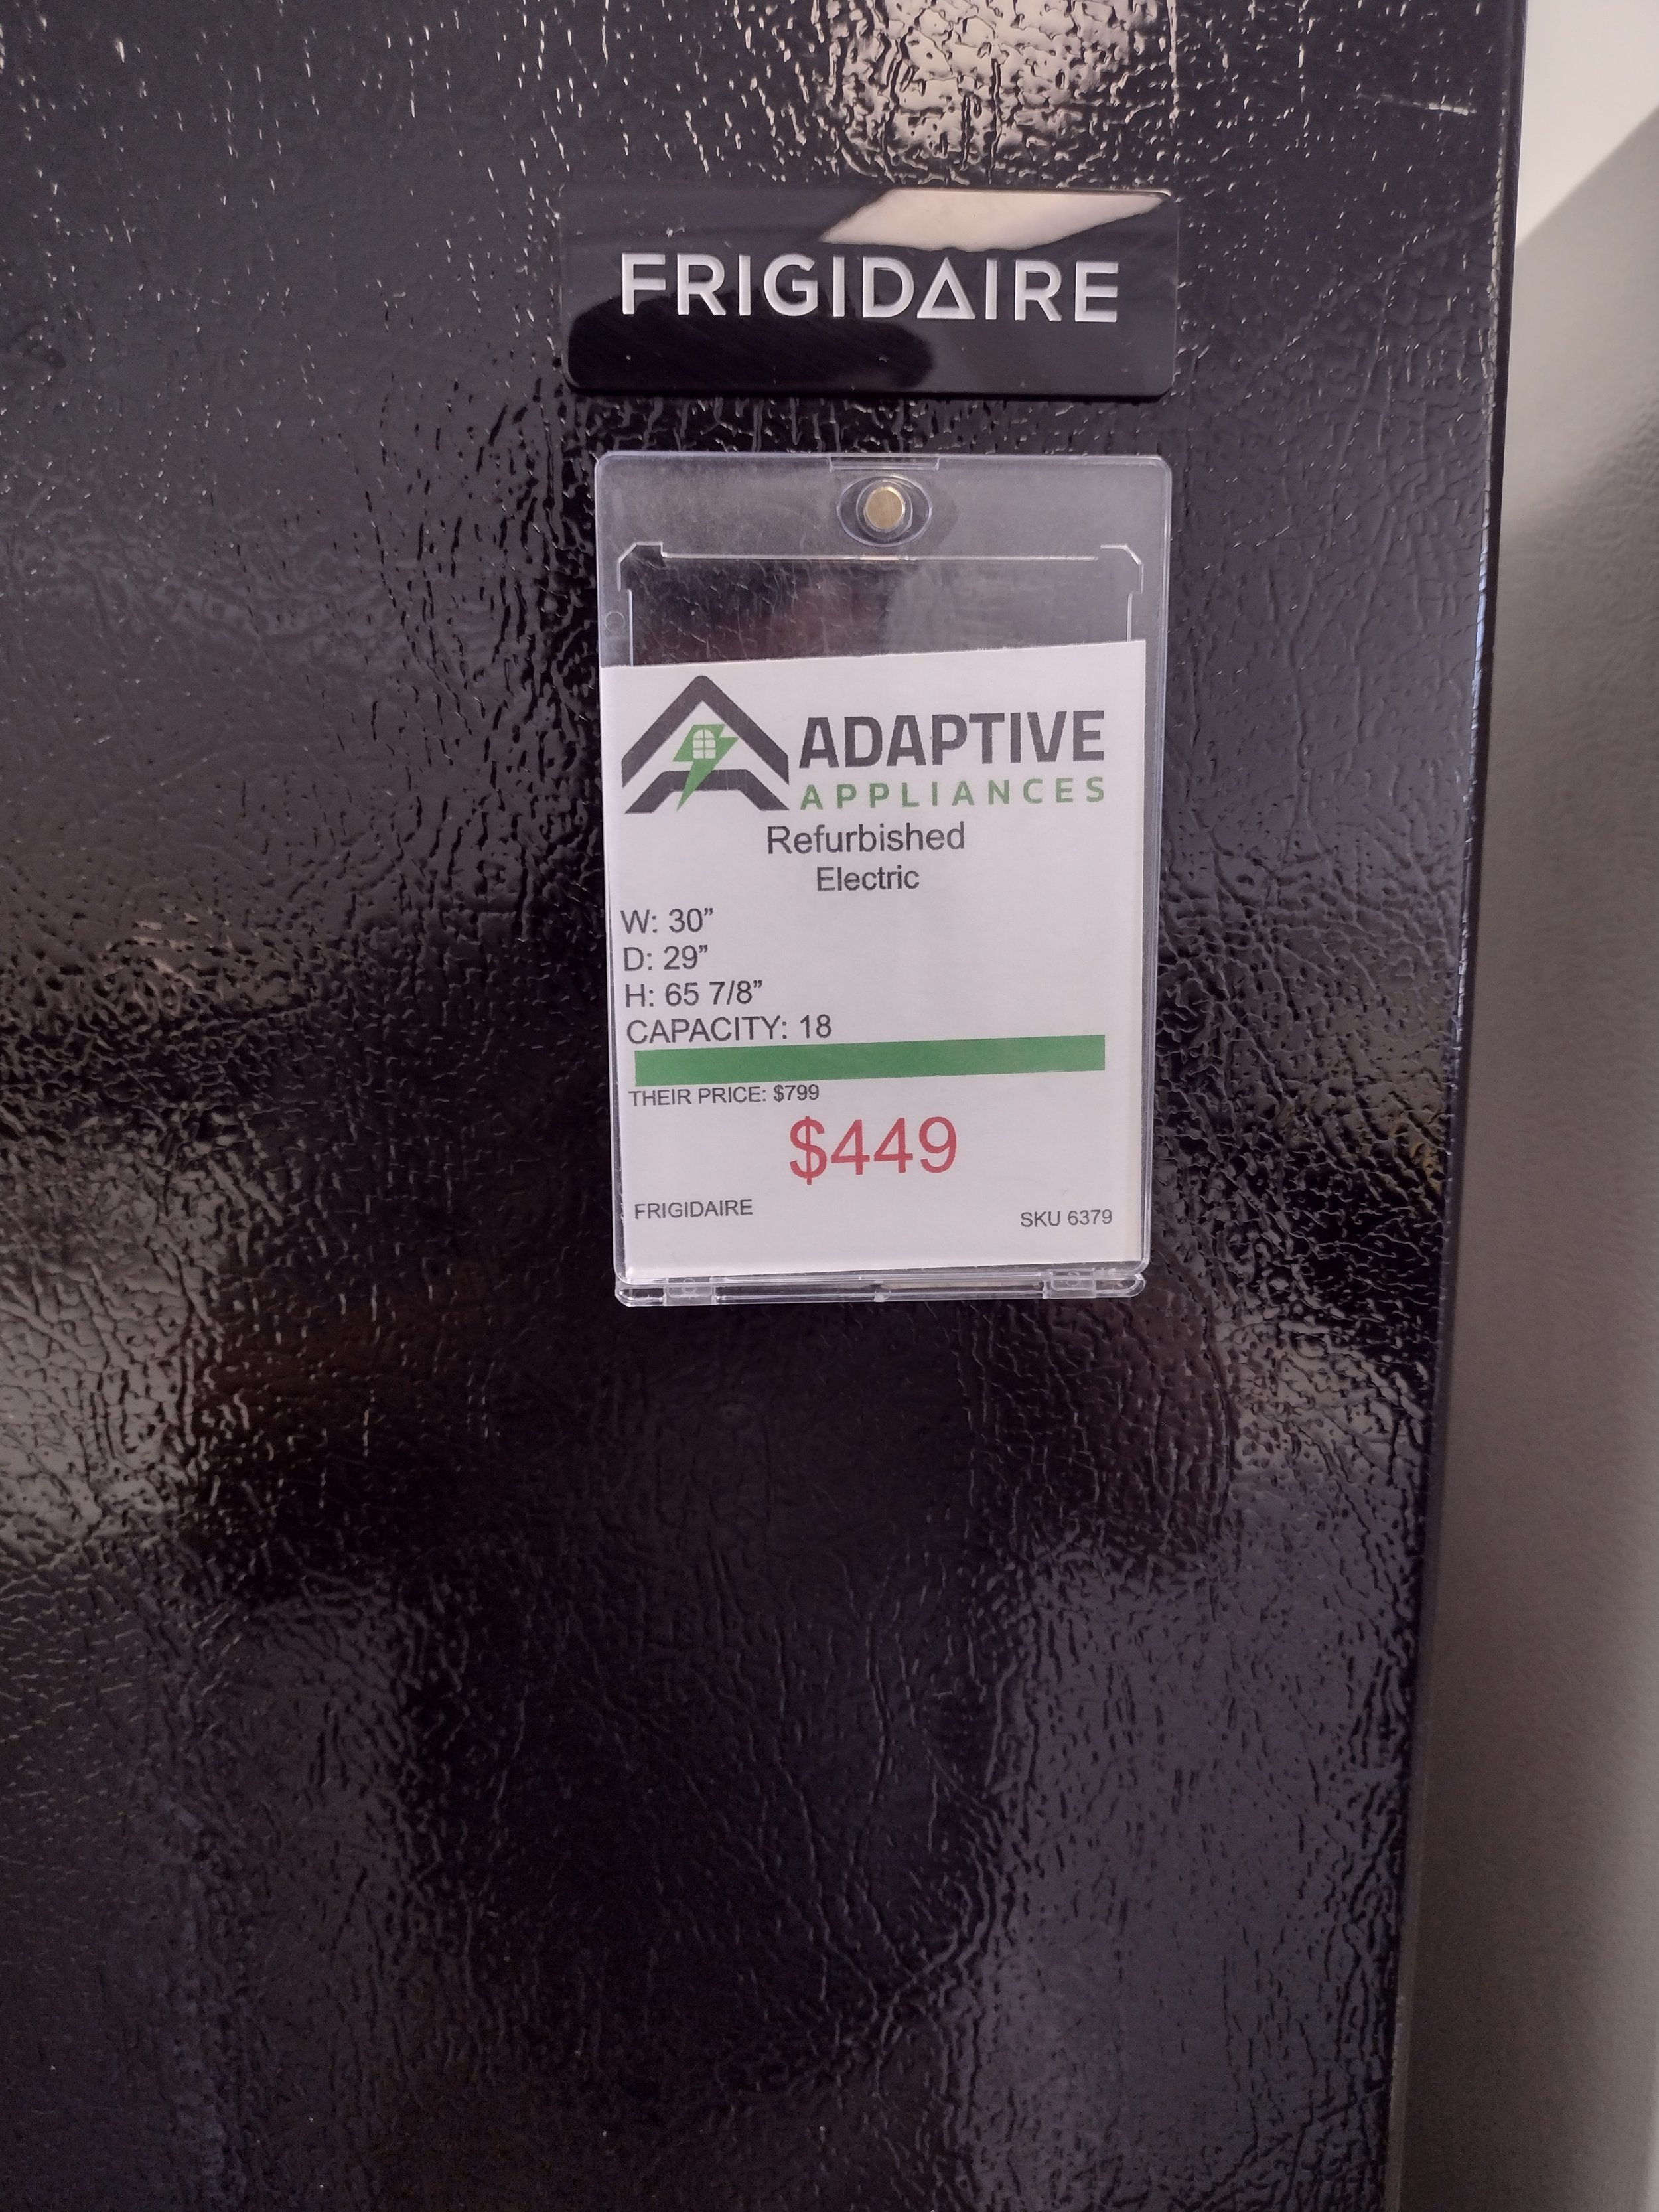 FRIGIDAIRE
ADAPTIVE
APPLIANCES
Refurbished
Electric
W: 30”
D: 29”
H: 65 7/8”
CAPACITY: 18
THEIR PRICE: $799
$449
FRIGIDAIRE SKU 6379